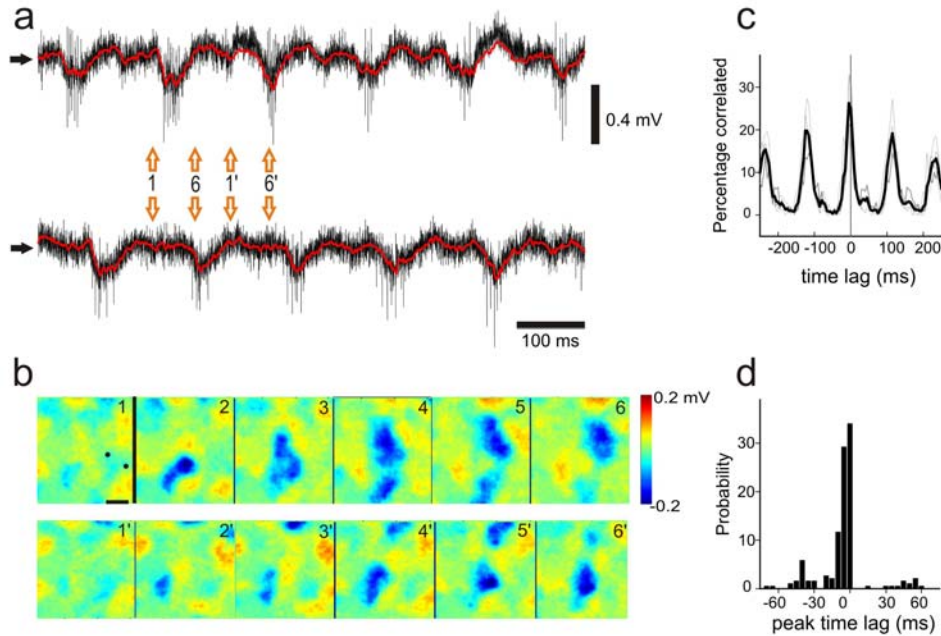 a
0.4 mV
1 6 1' 6'
100 ms
b
1 2 3 4 5 6
0.2 mV
-0.2
1' 2' 3' 4' 5' 6'
c
Percentage correlated
30
20
10
0
-200 -100 0 100 200
time lag (ms)
d
Probability
30
20
10
0
-60 -30 0 30 60
peak time lag (ms)